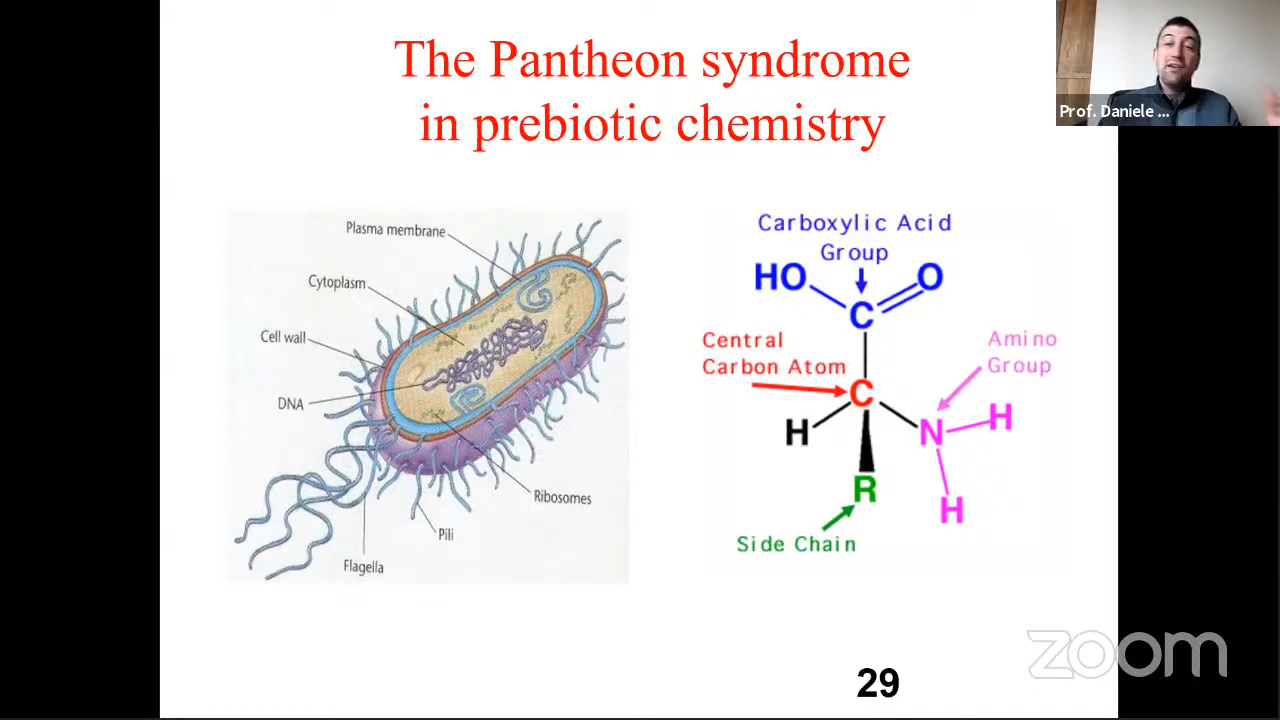 The Pantheon syndrome
in prebiotic chemistry
Prof. Daniele ...
Plasma membrane
Cytoplasm
Cell wall
DNA
Ribosomes
Pili
Flagella
Carboxylic Acid
Group
HO
O
C
Central
Carbon Atom
C
Amino
Group
H
N
H
H
R
Side Chain
zoom
29